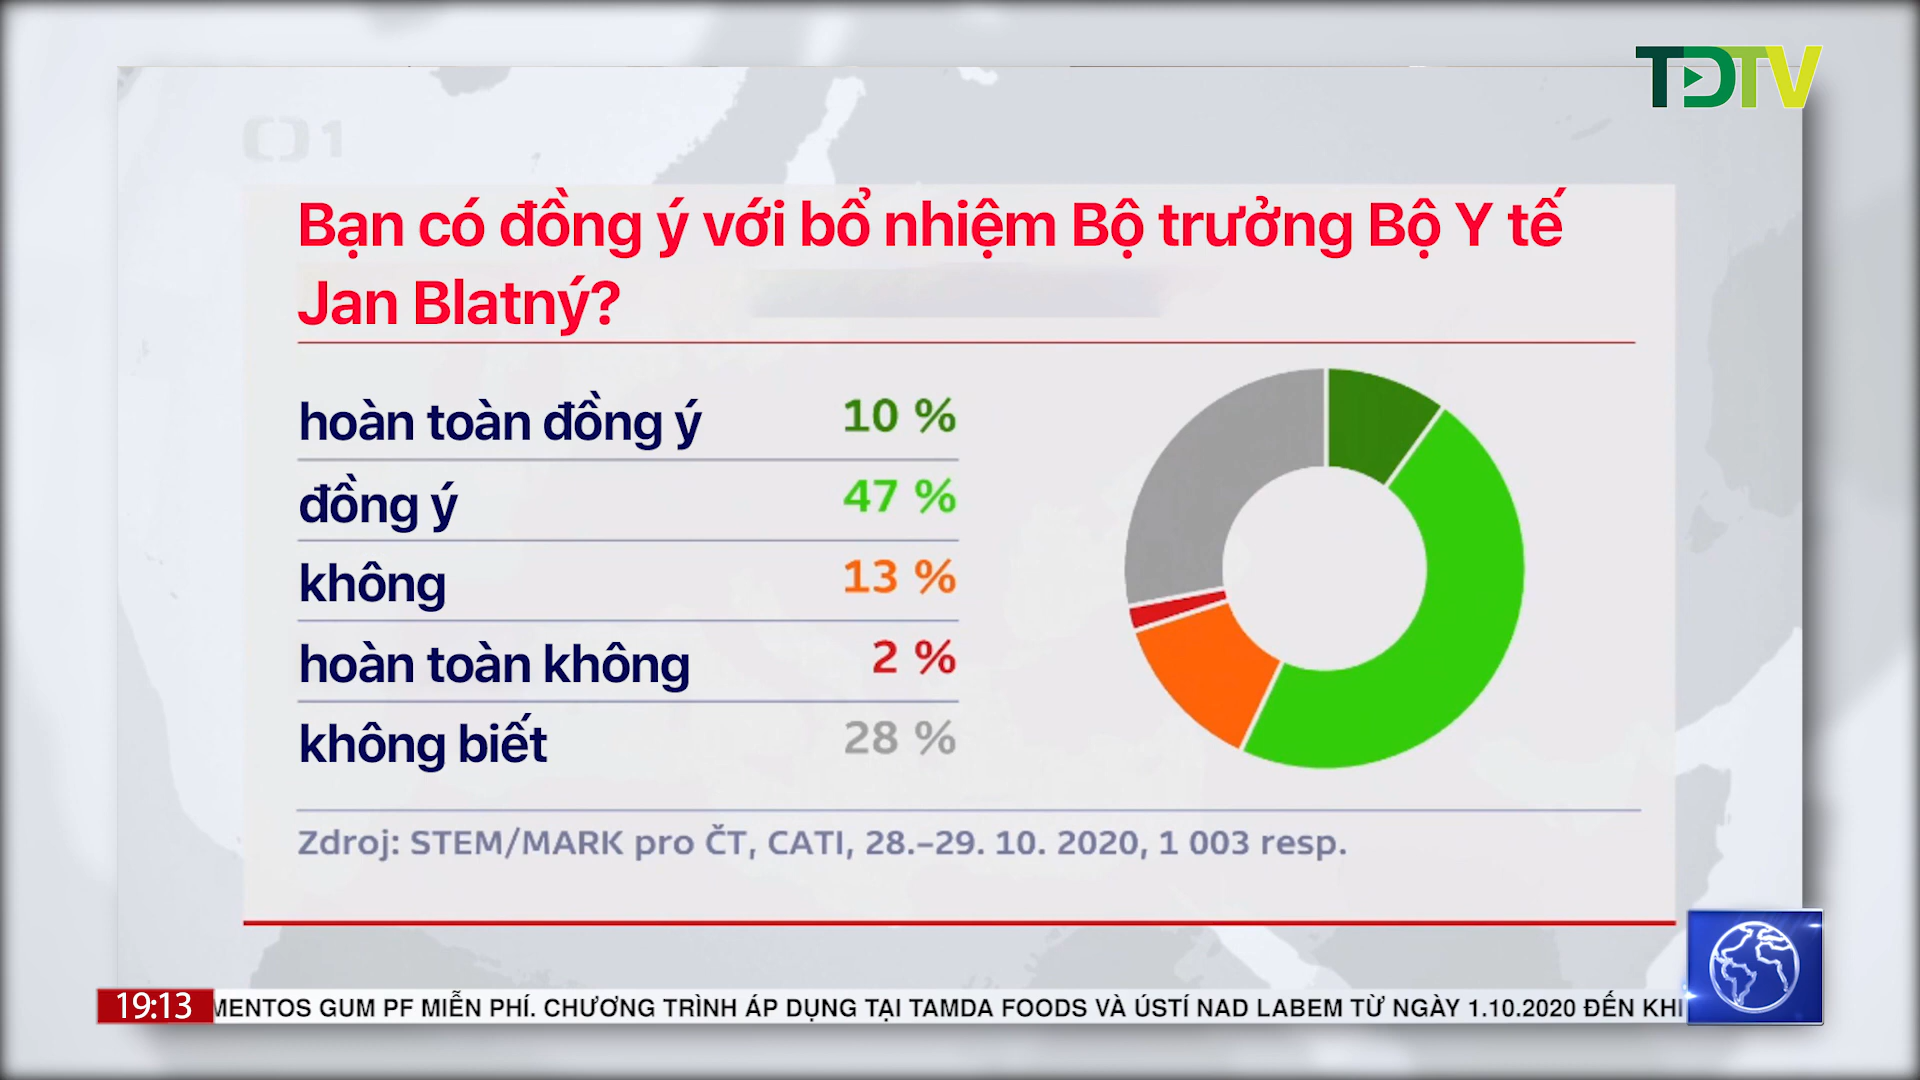 TDTV
1
Bạn có đồng ý với bổ nhiệm Bộ trưởng Bộ Y tế
Jan Blatný?
hoàn toàn đồng ý 10 %
đồng ý 47 %
không 13 %
hoàn toàn không 2 %
không biết 28 %
Zdroj: STEM/MARK pro ČT, CATI, 28.–29. 10. 2020, 1 003 resp.
19:13 MENTOS GUM PF MIỄN PHÍ. CHƯƠNG TRÌNH ÁP DỤNG TẠI TAMDA FOODS VÀ ÚSTÍ NAD LABEM TỪ NGÀY 1.10.2020 ĐẾN KHI